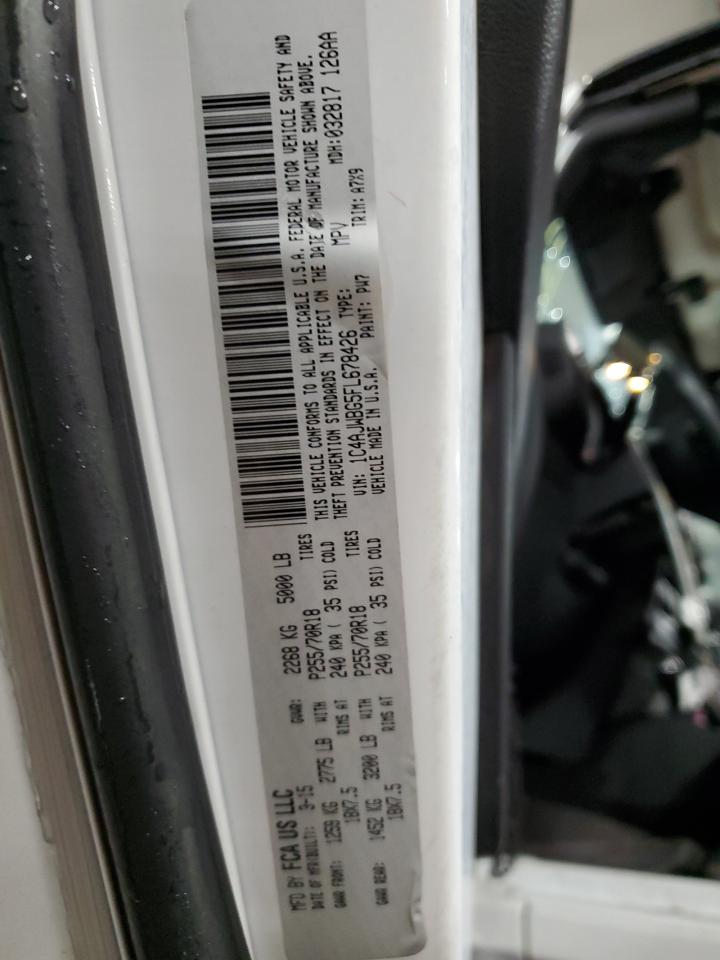 MFD BY FCA US LLC
DATE OF MFR(BUILT): 3-15 GVWR: 2268 KG 5000 LB
GAWR FRONT: 1259 KG 2775 LB WITH P255/70R18 TIRES
18X7.5 RIMS AT 240 KPA ( 35 PSI) COLD
GAWR REAR: 1452 KG 3200 LB WITH P255/70R18 TIRES
18X7.5 RIMS AT 240 KPA ( 35 PSI) COLD
THIS VEHICLE CONFORMS TO ALL APPLICABLE U.S.A. FEDERAL MOTOR VEHICLE SAFETY AND
THEFT PREVENTION STANDARDS IN EFFECT ON THE DATE OF MANUFACTURE SHOWN ABOVE.
VIN: 1C4AJWBG5FL678426 TYPE: MPV MDH:032817 126AA
VEHICLE MADE IN U.S.A. PAINT: PW7 TRIM: A7X9